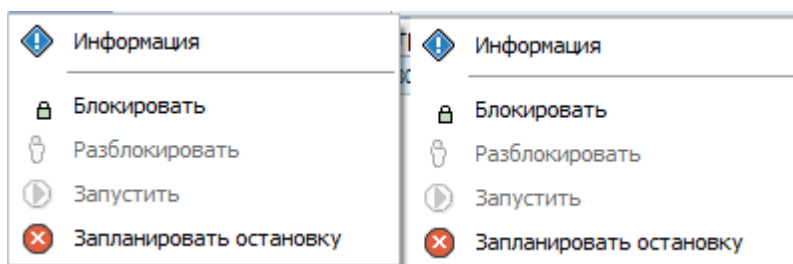 Информация
Блокировать
Разблокировать
Запустить
Запланировать остановку
Информация
Блокировать
Разблокировать
Запустить
Запланировать остановку